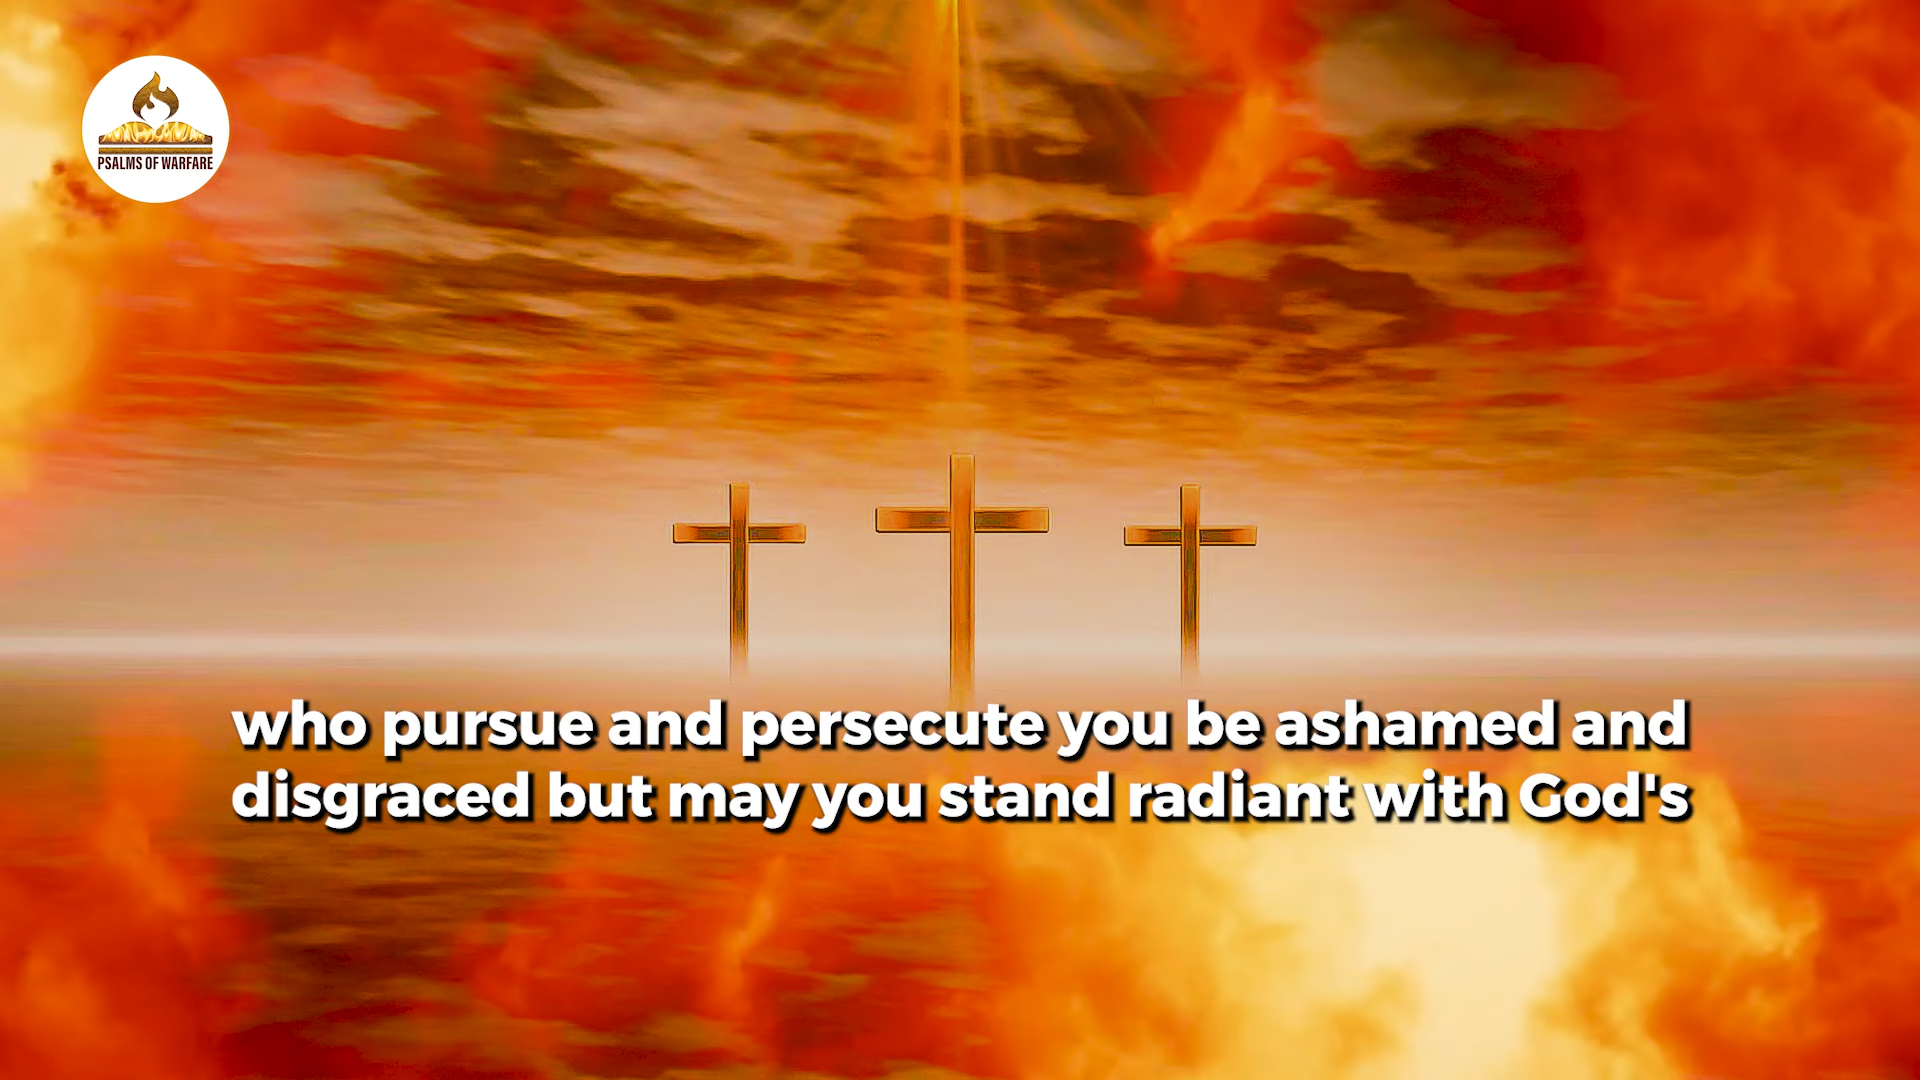 PSALMS OF WARFARE
who pursue and persecute you be ashamed and
disgraced but may you stand radiant with God's